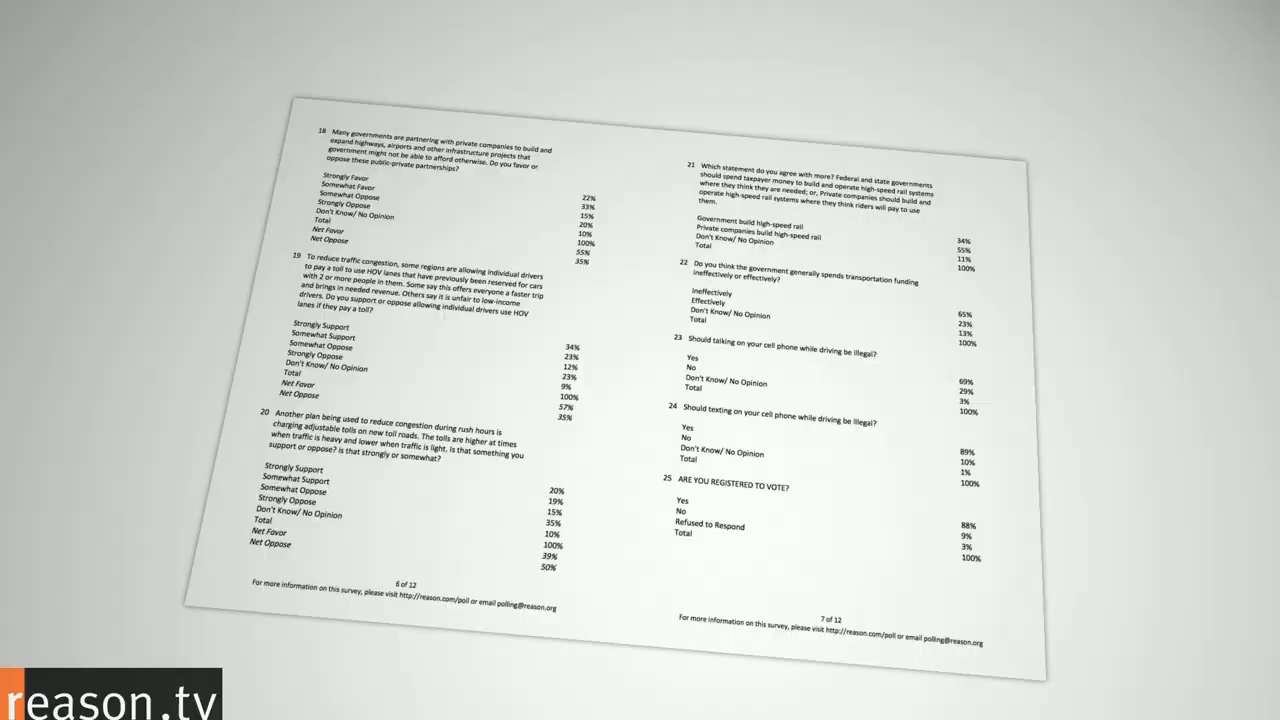 18 Many governments are partnering with private companies to build and
expand highways, airports and other infrastructure projects that
government might not be able to afford otherwise. Do you favor or
oppose these public-private partnerships?
Strongly Favor 22%
Somewhat Favor 33%
Somewhat Oppose 15%
Strongly Oppose 20%
Don't Know/ No Opinion 10%
Total 100%
Net Favor 55%
Net Oppose 35%
19 To reduce traffic congestion, some regions are allowing individual drivers
to pay a toll to use HOV lanes that have previously been reserved for cars
with 2 or more people in them. Some say this offers everyone a faster trip
and brings in needed revenue. Others say it is unfair to low-income
drivers. Do you support or oppose allowing individual drivers use HOV
lanes if they pay a toll?
Strongly Support 34%
Somewhat Support 23%
Somewhat Oppose 12%
Strongly Oppose 23%
Don't Know/ No Opinion 9%
Total 100%
Net Favor 57%
Net Oppose 35%
20 Another plan being used to reduce congestion during rush hours is
charging adjustable tolls on new toll roads. The tolls are higher at times
when traffic is heavy and lower when traffic is light. Is that something you
support or oppose? is that strongly or somewhat?
Strongly Support 20%
Somewhat Support 19%
Somewhat Oppose 15%
Strongly Oppose 35%
Don't Know/ No Opinion 10%
Total 100%
Net Favor 39%
Net Oppose 50%
6 of 12
For more information on this survey, please visit http://reason.com/poll or email polling@reason.org
21 Which statement do you agree with more? Federal and state governments
should spend taxpayer money to build and operate high-speed rail systems
where they think they are needed; or, Private companies should build and
operate high-speed rail systems where they think riders will pay to use
them.
Government build high-speed rail 34%
Private companies build high-speed rail 55%
Don't Know/ No Opinion 11%
Total 100%
22 Do you think the government generally spends transportation funding
ineffectively or effectively?
Ineffectively 65%
Effectively 23%
Don't Know/ No Opinion 13%
Total 100%
23 Should talking on your cell phone while driving be illegal?
Yes 69%
No 29%
Don't Know/ No Opinion 3%
Total 100%
24 Should texting on your cell phone while driving be illegal?
Yes 89%
No 10%
Don't Know/ No Opinion 1%
Total 100%
25 ARE YOU REGISTERED TO VOTE?
Yes 88%
No 9%
Refused to Respond 3%
Total 100%
7 of 12
For more information on this survey, please visit http://reason.com/poll or email polling@reason.org
reason.tv